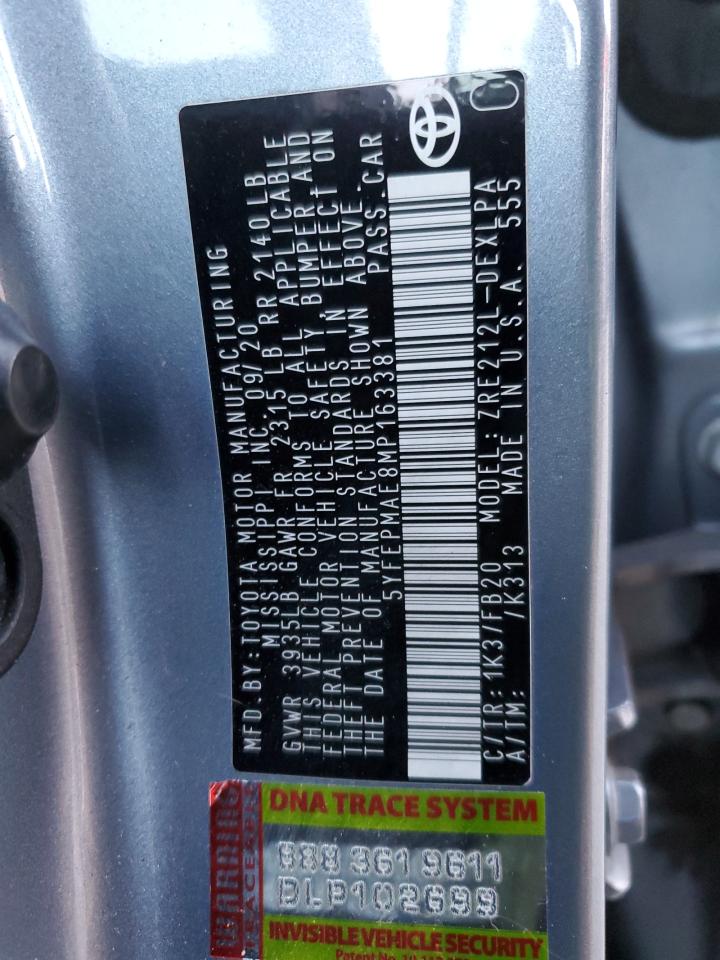 MFD. BY: TOYOTA MOTOR MANUFACTURING
MISSISSIPPI INC. 09/20
GVWR 3935LB GAWR FR 2315 LB RR 2140LB
THIS VEHICLE CONFORMS TO ALL APPLICABLE
FEDERAL MOTOR VEHICLE SAFETY, BUMPER AND
THEFT PREVENTION STANDARDS IN EFFECT ON
THE DATE OF MANUFACTURE SHOWN ABOVE.
5YFEPMAE8MP163381 PASS. CAR
C/TR: 1K3/FB20 MODEL: ZRE212L-DEXLPA
A/TM: /K313 MADE IN U.S.A. 555
C
WARNING
DNA TRACE SYSTEM
888 361 9611
DLP102699
INVISIBLE VEHICLE SECURITY